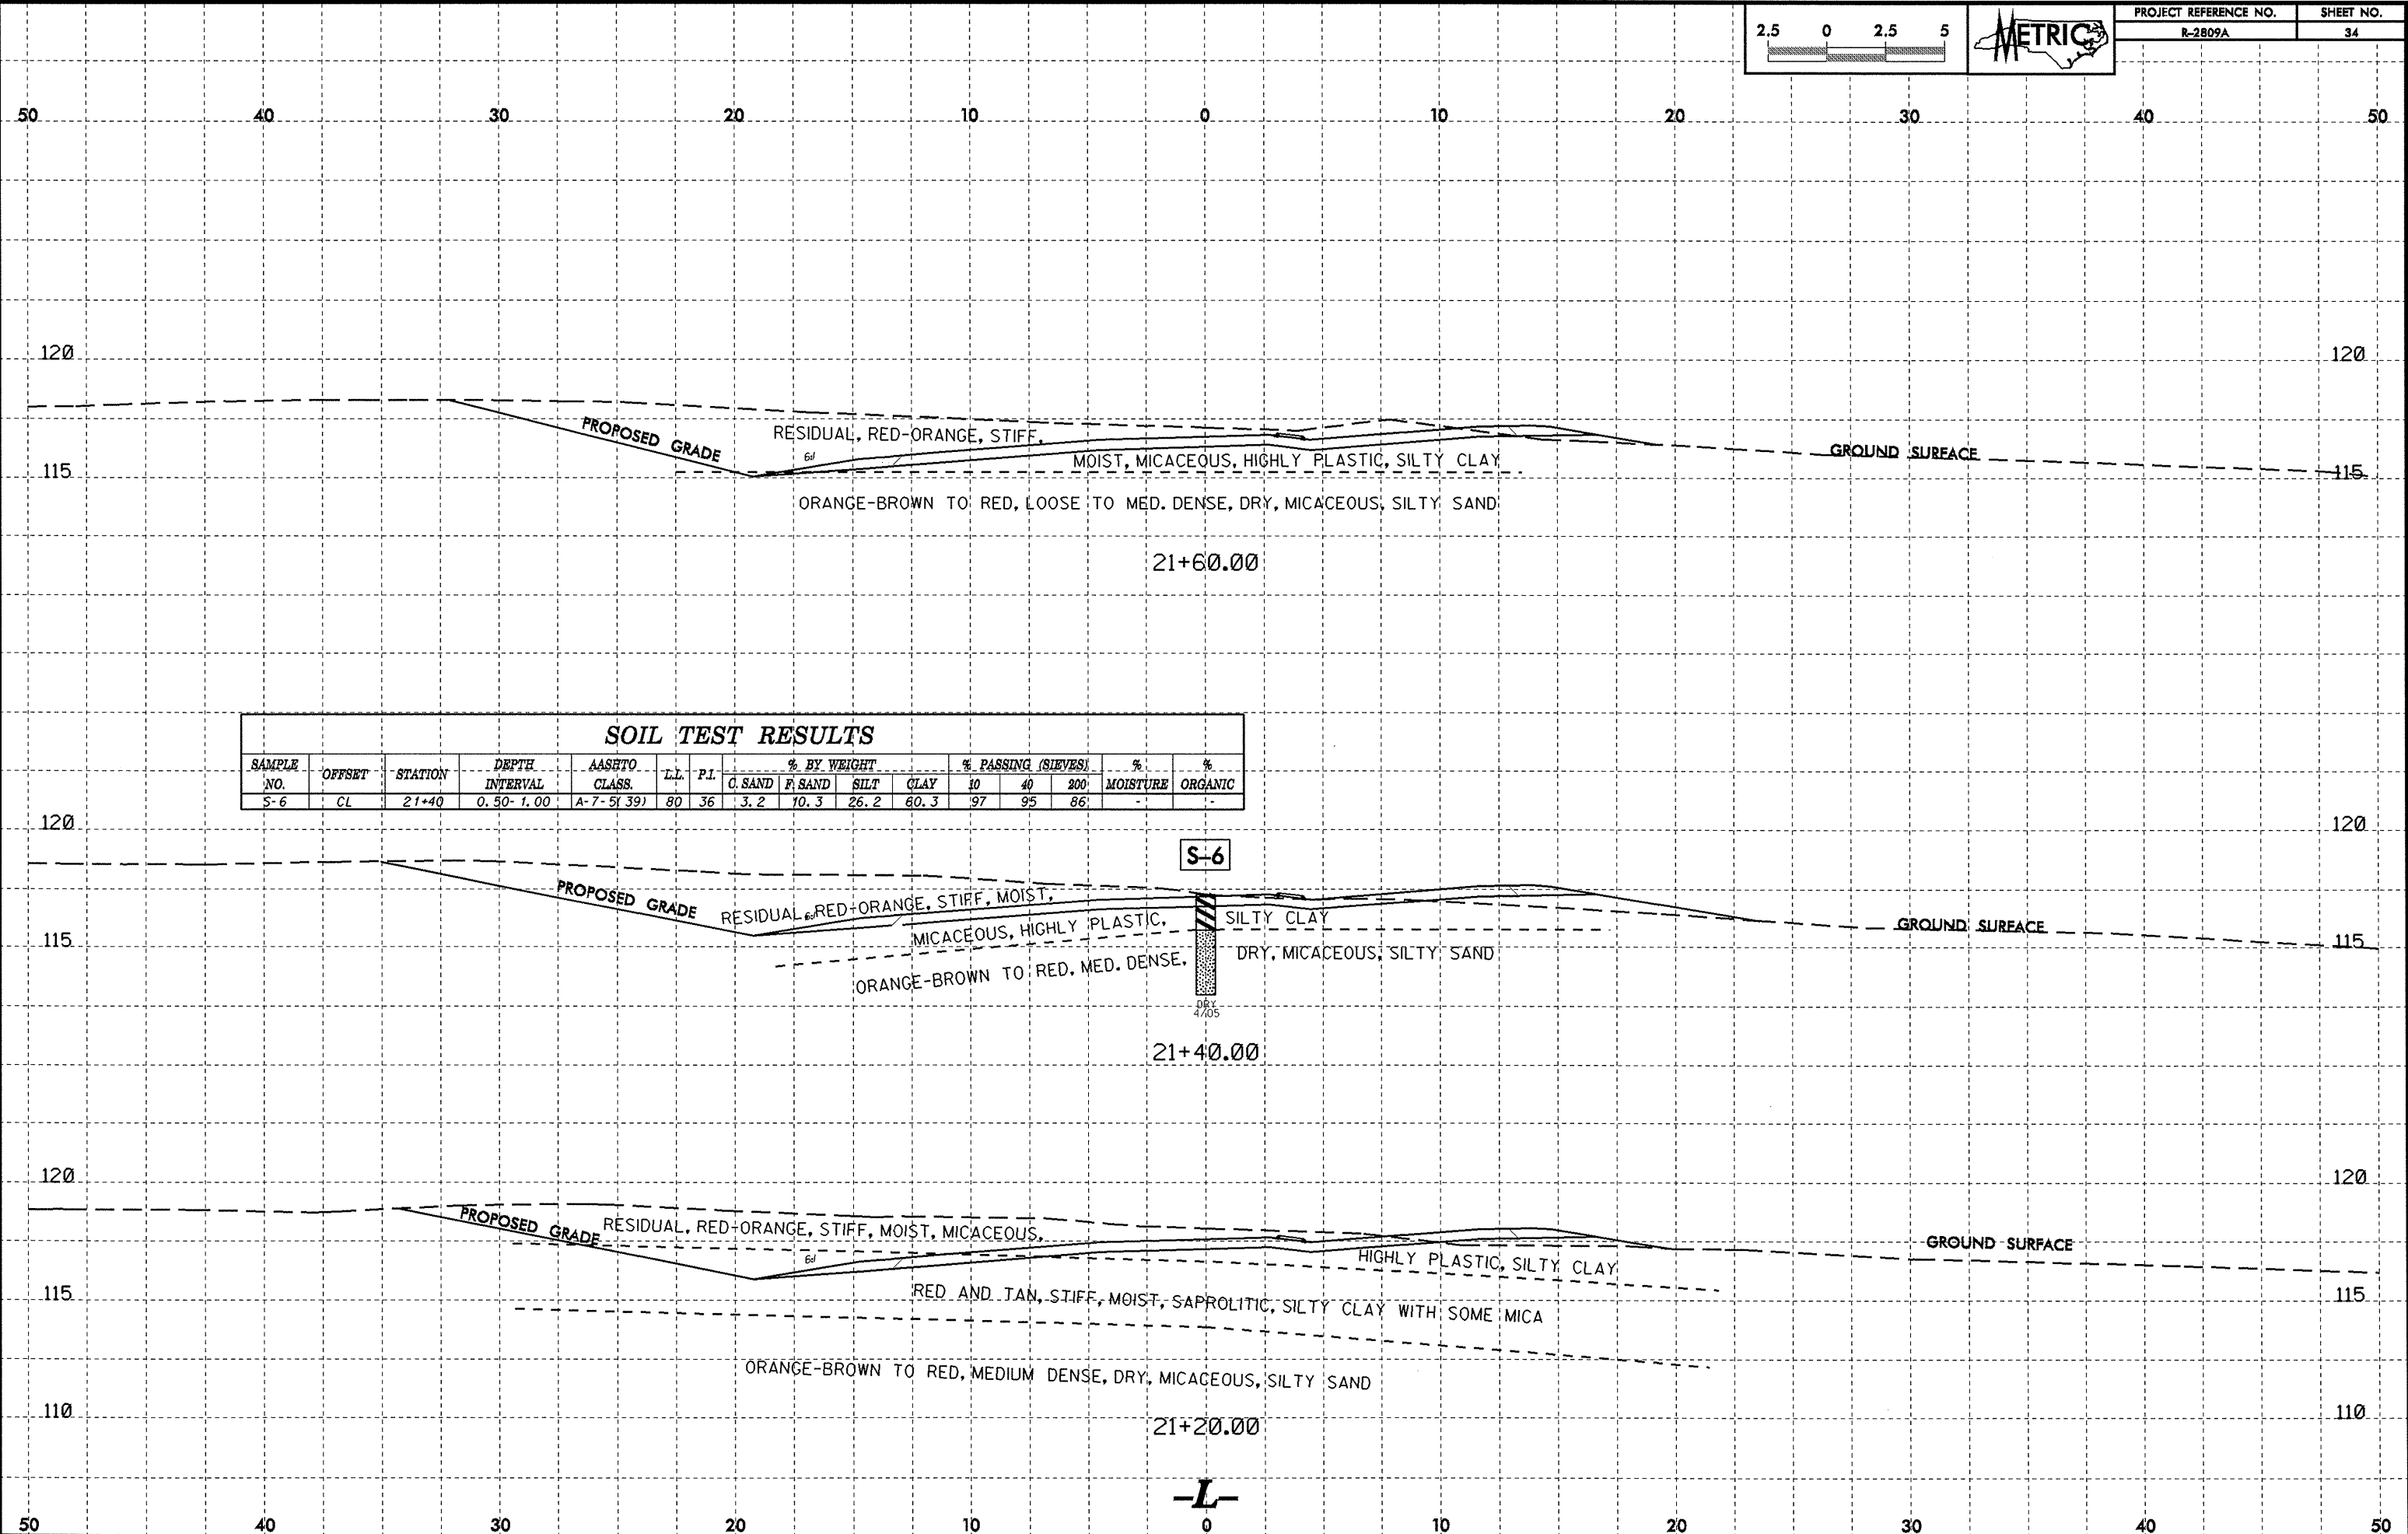 2.5 0 2.5 5
METRIC
PROJECT REFERENCE NO. SHEET NO.
R-2809A 34
50 40 30 20 10 0 10 20 30 40 50
120 120
PROPOSED GRADE
RESIDUAL, RED-ORANGE, STIFF,
6:1
MOIST, MICACEOUS, HIGHLY PLASTIC, SILTY CLAY
GROUND SURFACE
115 115
ORANGE-BROWN TO RED, LOOSE TO MED. DENSE, DRY, MICACEOUS, SILTY SAND
21+60.00
SOIL TEST RESULTS
SAMPLE NO. OFFSET STATION DEPTH INTERVAL AASHTO CLASS. L.L. P.I. % BY WEIGHT % PASSING (SIEVES) % MOISTURE % ORGANIC
C. SAND F. SAND SILT CLAY 10 40 200
S-6 CL 21+40 0.50-1.00 A-7-5(39) 80 36 3.2 10.3 26.2 60.3 97 95 86 - -
120 120
S-6
PROPOSED GRADE
RESIDUAL, RED-ORANGE, STIFF, MOIST,
6:1
MICACEOUS, HIGHLY PLASTIC, SILTY CLAY
GROUND SURFACE
115 115
ORANGE-BROWN TO RED, MED. DENSE, DRY, MICACEOUS, SILTY SAND
DRY
4/05
21+40.00
120 120
PROPOSED GRADE
RESIDUAL, RED-ORANGE, STIFF, MOIST, MICACEOUS,
6:1
HIGHLY PLASTIC, SILTY CLAY
GROUND SURFACE
115 115
RED AND TAN, STIFF, MOIST, SAPROLITIC, SILTY CLAY WITH SOME MICA
ORANGE-BROWN TO RED, MEDIUM DENSE, DRY, MICACEOUS, SILTY SAND
110 110
21+20.00
-L-
50 40 30 20 10 0 10 20 30 40 50